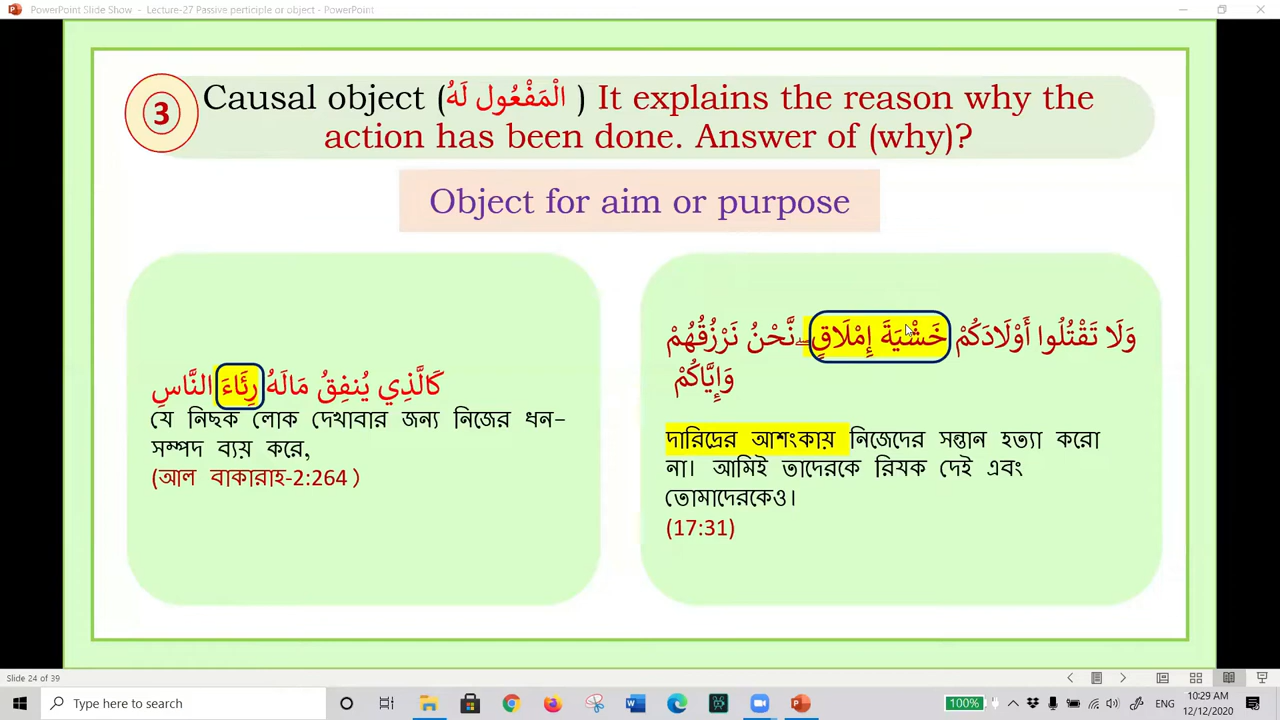 PowerPoint Slide Show - Lecture-27 Passive perticiple or object - PowerPoint
3
Causal object (الْمَفْعُول لَهُ ) It explains the reason why the
action has been done. Answer of (why)?
Object for aim or purpose
كَالَّذِي يُنفِقُ مَالَهُ رِئَاءَ النَّاسِ
যে নিছক লোক দেখাবার জন্য নিজের ধন-
সম্পদ ব্যয় করে,
(আল বাকারাহ-2:264 )
وَلَا تَقْتُلُوا أَوْلَادَكُمْ خَشْيَةَ إِمْلَاقٍ ۖ نَّحْنُ نَرْزُقُهُمْ
وَإِيَّاكُمْ
দারিদ্রের আশংকায় নিজেদের সন্তান হত্যা করো
না। আমিই তাদেরকে রিযক দেই এবং
তোমাদেরকেও।
(17:31)
Slide 24 of 39
Type here to search
100%
10:29 AM
12/12/2020